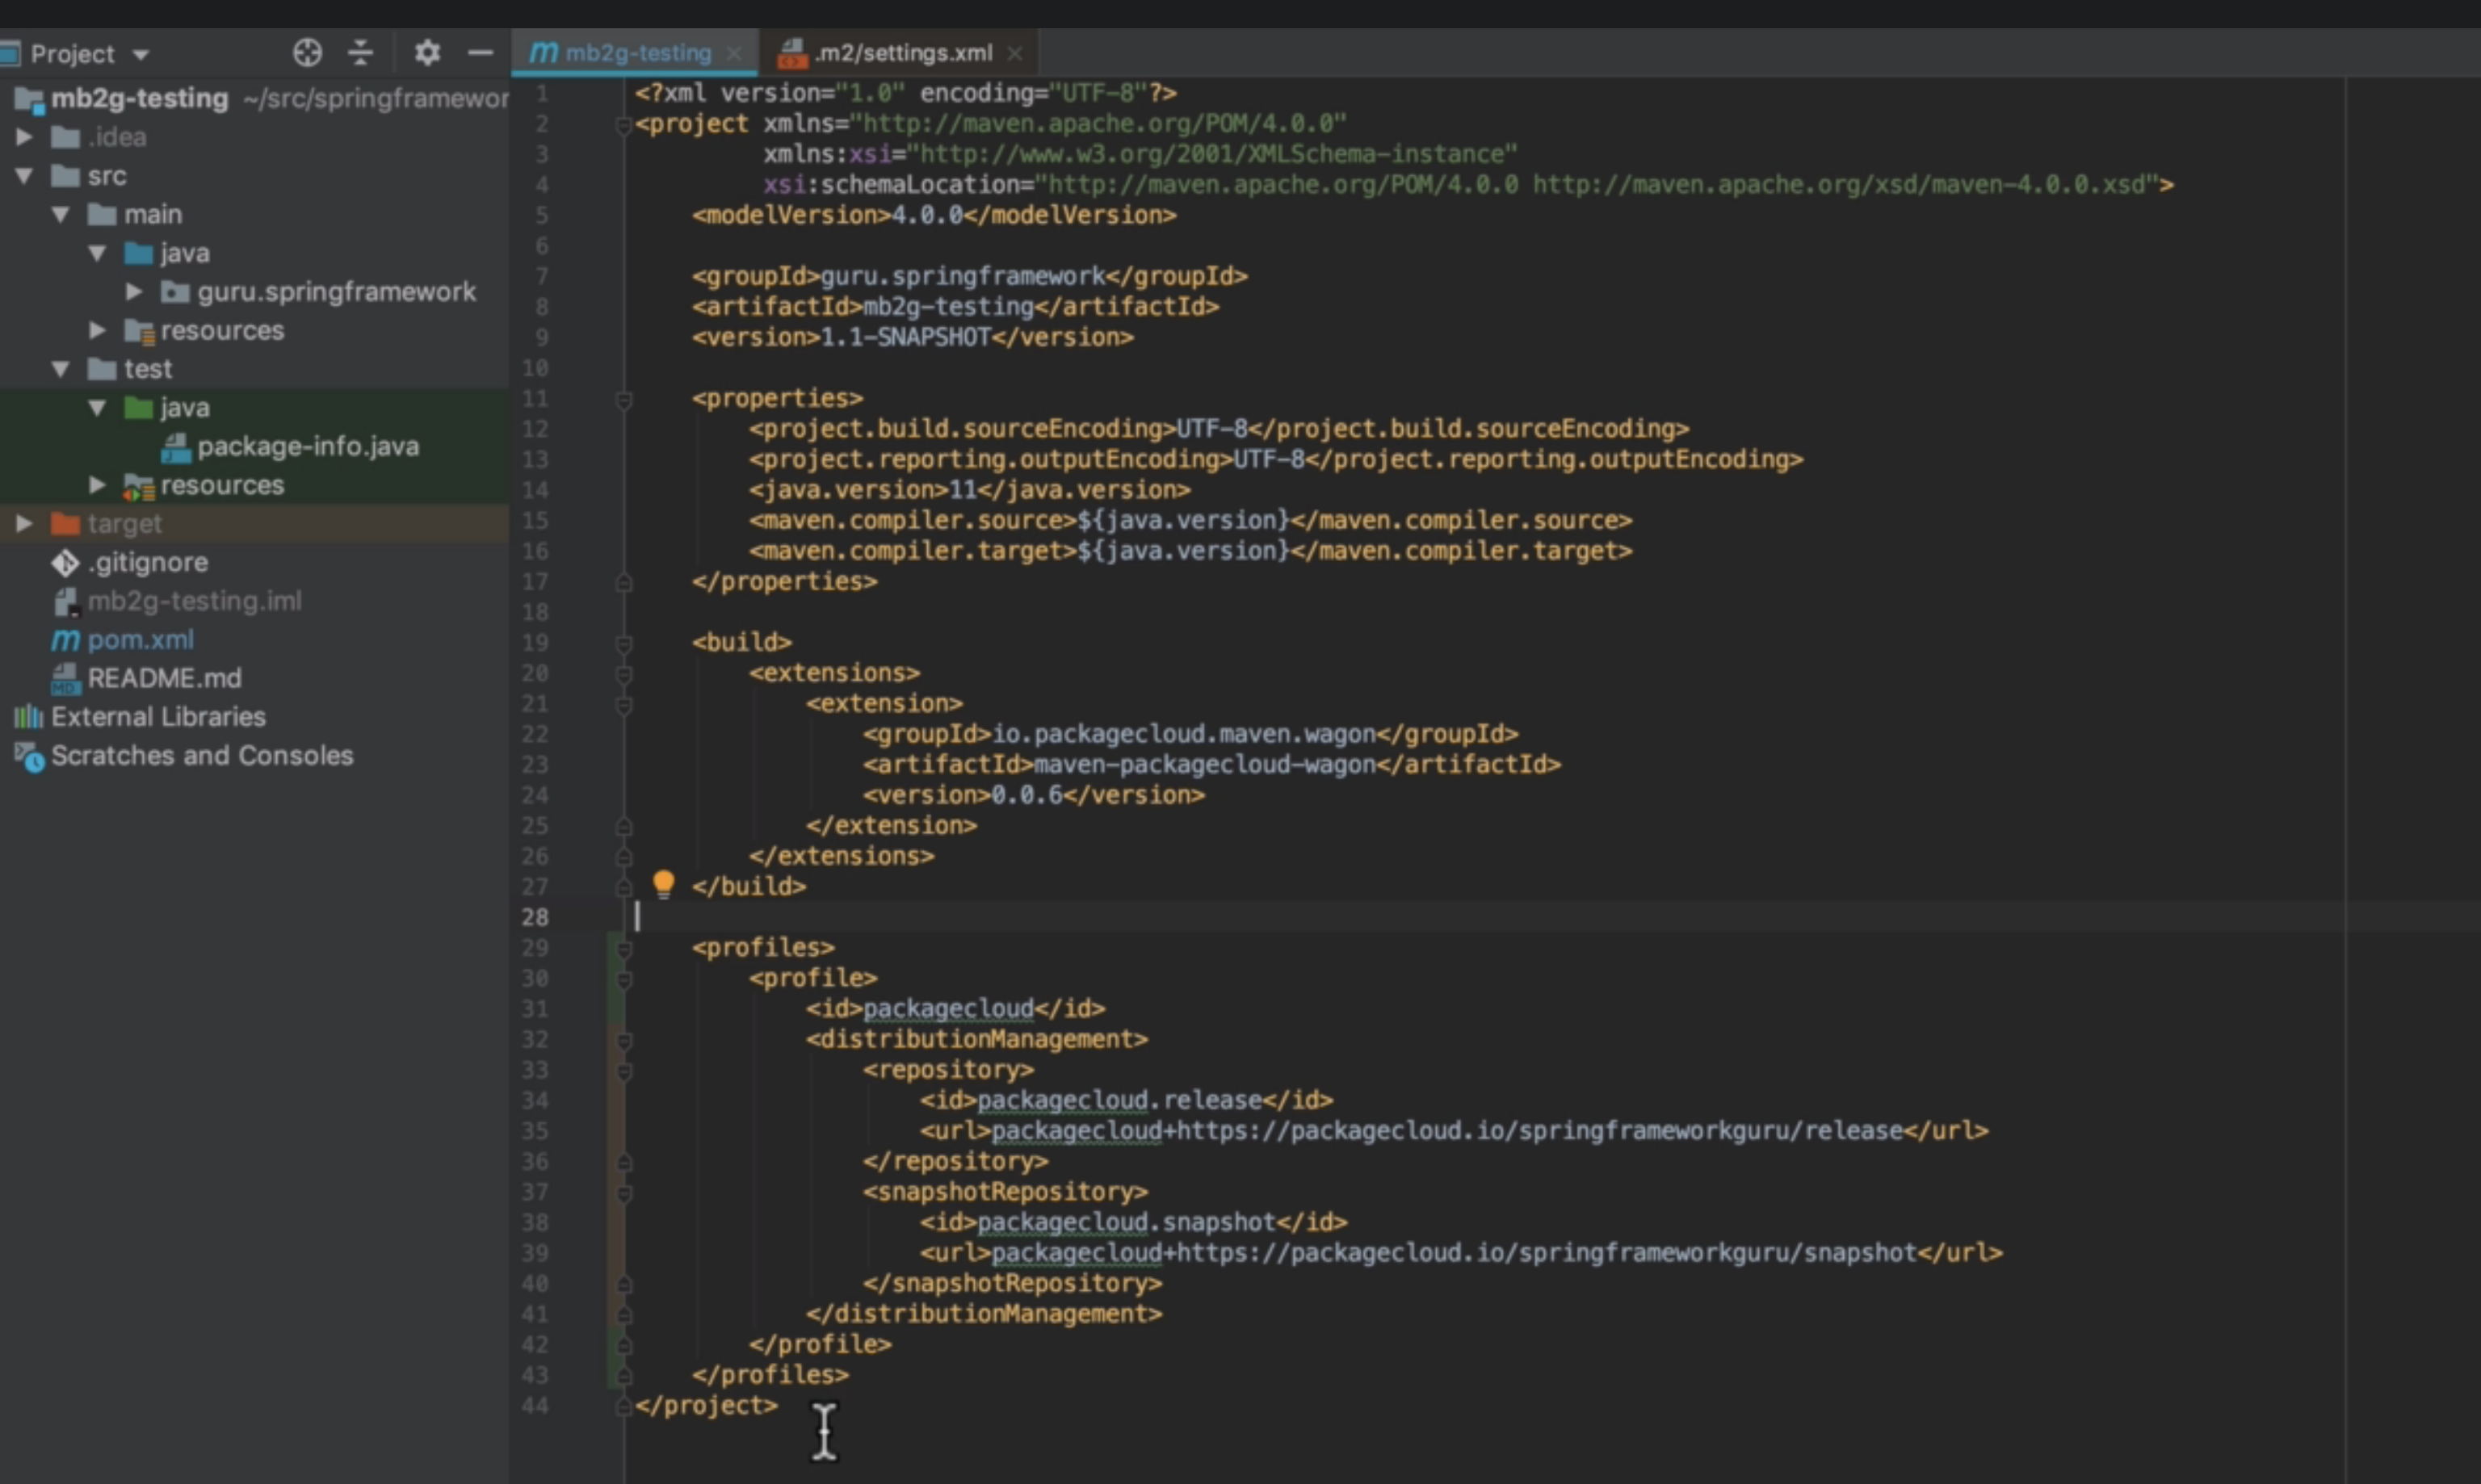 Project
mb2g-testing
.m2/settings.xml
mb2g-testing ~/src/springframewor
.idea
src
main
java
guru.springframework
resources
test
java
package-info.java
resources
target
.gitignore
mb2g-testing.iml
pom.xml
README.md
External Libraries
Scratches and Consoles
1 <?xml version="1.0" encoding="UTF-8"?>
2 <project xmlns="http://maven.apache.org/POM/4.0.0"
3 xmlns:xsi="http://www.w3.org/2001/XMLSchema-instance"
4 xsi:schemaLocation="http://maven.apache.org/POM/4.0.0 http://maven.apache.org/xsd/maven-4.0.0.xsd">
5 <modelVersion>4.0.0</modelVersion>
6
7 <groupId>guru.springframework</groupId>
8 <artifactId>mb2g-testing</artifactId>
9 <version>1.1-SNAPSHOT</version>
10
11 <properties>
12 <project.build.sourceEncoding>UTF-8</project.build.sourceEncoding>
13 <project.reporting.outputEncoding>UTF-8</project.reporting.outputEncoding>
14 <java.version>11</java.version>
15 <maven.compiler.source>${java.version}</maven.compiler.source>
16 <maven.compiler.target>${java.version}</maven.compiler.target>
17 </properties>
18
19 <build>
20 <extensions>
21 <extension>
22 <groupId>io.packagecloud.maven.wagon</groupId>
23 <artifactId>maven-packagecloud-wagon</artifactId>
24 <version>0.0.6</version>
25 </extension>
26 </extensions>
27 </build>
28
29 <profiles>
30 <profile>
31 <id>packagecloud</id>
32 <distributionManagement>
33 <repository>
34 <id>packagecloud.release</id>
35 <url>packagecloud+https://packagecloud.io/springframeworkguru/release</url>
36 </repository>
37 <snapshotRepository>
38 <id>packagecloud.snapshot</id>
39 <url>packagecloud+https://packagecloud.io/springframeworkguru/snapshot</url>
40 </snapshotRepository>
41 </distributionManagement>
42 </profile>
43 </profiles>
44 </project>